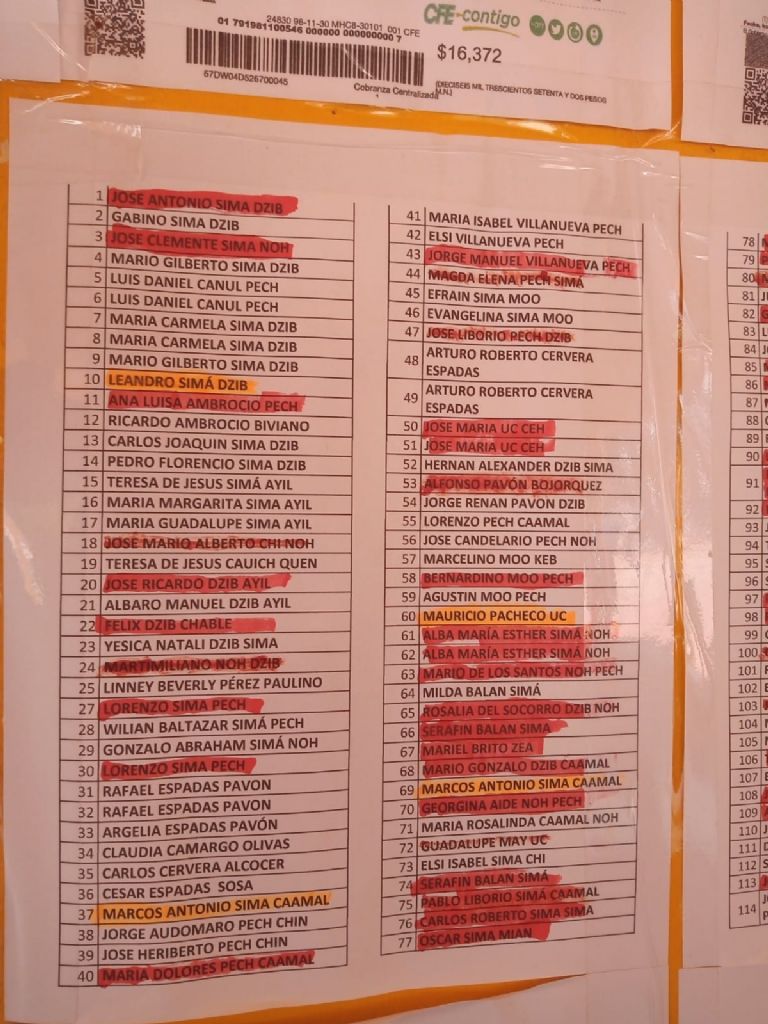 24830 96-11-30 MHCB-30101 001 CFE
01 791981100546 000000 000000000 7
67DW04D526700045
Cobranza Centralizada
CFE-contigo
$16,372
(DIECISEIS MIL TRESCIENTOS SETENTA Y DOS PESOS
M.N.)
1 JOSE ANTONIO SIMA DZIB
2 GABINO SIMA DZIB
3 JOSE CLEMENTE SIMA NOH
4 MARIO GILBERTO SIMA DZIB
5 LUIS DANIEL CANUL PECH
6 LUIS DANIEL CANUL PECH
7 MARIA CARMELA SIMA DZIB
8 MARIA CARMELA SIMA DZIB
9 MARIO GILBERTO SIMA DZIB
10 LEANDRO SIMÁ DZIB
11 ANA LUISA AMBROCIO PECH
12 RICARDO AMBROCIO BIVIANO
13 CARLOS JOAQUIN SIMA DZIB
14 PEDRO FLORENCIO SIMA DZIB
15 TERESA DE JESUS SIMÁ AYIL
16 MARIA MARGARITA SIMA AYIL
17 MARIA GUADALUPE SIMA AYIL
18 JOSE MARIO ALBERTO CHI NOH
19 TERESA DE JESUS CAUICH QUEN
20 JOSE RICARDO DZIB AYIL
21 ALBARO MANUEL DZIB AYIL
22 FELIX DZIB CHABLE
23 YESICA NATALI DZIB SIMA
24 MARTIMILIANO NOH DZIB
25 LINNEY BEVERLY PÉREZ PAULINO
27 LORENZO SIMA PECH
28 WILIAN BALTAZAR SIMÁ PECH
29 GONZALO ABRAHAM SIMÁ NOH
30 LORENZO SIMA PECH
31 RAFAEL ESPADAS PAVON
32 RAFAEL ESPADAS PAVON
33 ARGELIA ESPADAS PAVÓN
34 CLAUDIA CAMARGO OLIVAS
35 CARLOS CERVERA ALCOCER
36 CESAR ESPADAS SOSA
37 MARCOS ANTONIO SIMA CAAMAL
38 JORGE AUDOMARO PECH CHIN
39 JOSE HERIBERTO PECH CHIN
40 MARIA DOLORES PECH CAAMAL
41 MARIA ISABEL VILLANUEVA PECH
42 ELSI VILLANUEVA PECH
43 JORGE MANUEL VILLANUEVA PECH
44 MAGDA ELENA PECH SIMÁ
45 EFRAIN SIMA MOO
46 EVANGELINA SIMA MOO
47 JOSE LIBORIO PECH DZIB
48 ARTURO ROBERTO CERVERA
ESPADAS
49 ARTURO ROBERTO CERVERA
ESPADAS
50 JOSE MARIA UC CEH
51 JOSE MARIA UC CEH
52 HERNAN ALEXANDER DZIB SIMA
53 ALFONSO PAVÓN BOJORQUEZ
54 JORGE RENAN PAVON DZIB
55 LORENZO PECH CAAMAL
56 JOSE CANDELARIO PECH NOH
57 MARCELINO MOO KEB
58 BERNARDINO MOO PECH
59 AGUSTIN MOO PECH
60 MAURICIO PACHECO UC
61 ALBA MARÍA ESTHER SIMÁ NOH
62 ALBA MARÍA ESTHER SIMÁ NOH
63 MARIO DE LOS SANTOS NOH PECH
64 MILDA BALAN SIMÁ
65 ROSALIA DEL SOCORRO DZIB NOH
66 SERAFIN BALAN SIMA
67 MARIEL BRITO ZEA
68 MARIO GONZALO DZIB CAAMAL
69 MARCOS ANTONIO SIMA CAAMAL
70 GEORGINA AIDE NOH PECH
71 MARIA ROSALINDA CAAMAL NOH
72 GUADALUPE MAY UC
73 ELSI ISABEL SIMA CHI
74 SERAFIN BALAN SIMÁ
75 PABLO LIBORIO SIMÁ CAAMAL
76 CARLOS ROBERTO SIMA SIMA
77 OSCAR SIMA MIAN
78
79
80
81
82
83
84
85
86
87
88
89
90
91
92
93
94
95
96
97
98
99
100
101
102
103
104
105
106
107
108
109
110
111
112
113
114